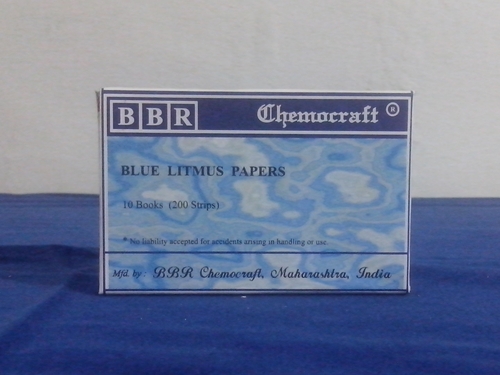 BBR Chemocraft ®
BLUE LITMUS PAPERS
10 Books (200 Strips)
* No liability accepted for accidents arising in handling or use.
Mfd. by : BBR Chemocraft, Maharashtra, India